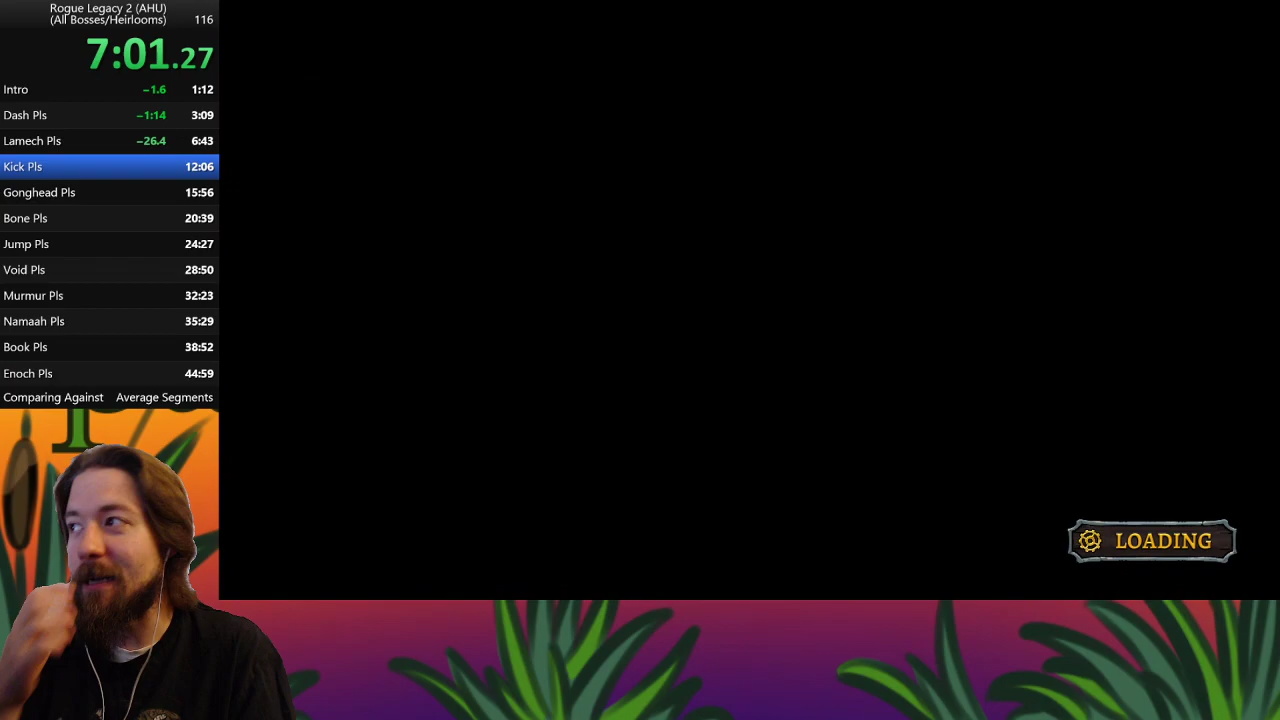 Rogue Legacy 2 (AHU)
(All Bosses/Heirlooms) 116
7:01.27
Intro −1.6 1:12
Dash Pls −1:14 3:09
Lamech Pls −26.4 6:43
Kick Pls 12:06
Gonghead Pls 15:56
Bone Pls 20:39
Jump Pls 24:27
Void Pls 28:50
Murmur Pls 32:23
Namaah Pls 35:29
Book Pls 38:52
Enoch Pls 44:59
Comparing Against Average Segments
LOADING